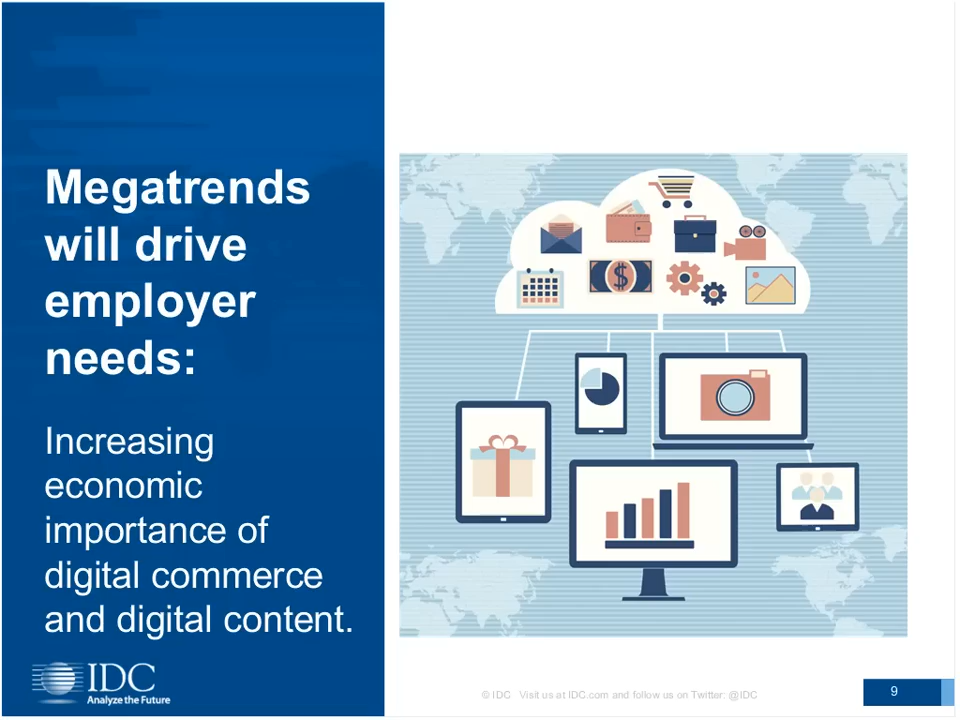 Megatrends
will drive
employer
needs:
Increasing
economic
importance of
digital commerce
and digital content.
$
IDC
Analyze the Future
© IDC Visit us at IDC.com and follow us on Twitter: @IDC
9